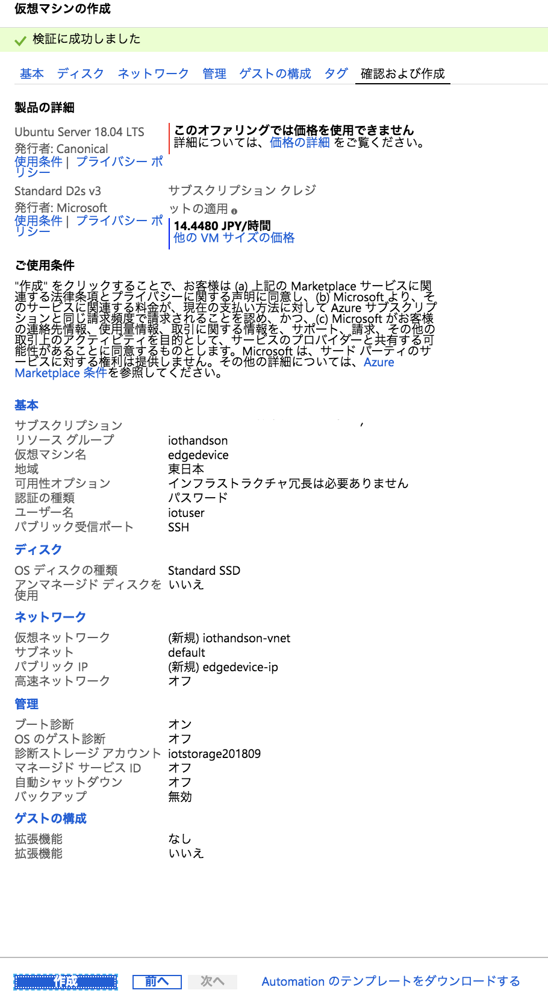 仮想マシンの作成
検証に成功しました
基本 ディスク ネットワーク 管理 ゲストの構成 タグ 確認および作成
製品の詳細
Ubuntu Server 18.04 LTS
発行者: Canonical
使用条件 | プライバシー ポ
リシー
このオファリングでは価格を使用できません
詳細については、価格の詳細 をご覧ください。
Standard D2s v3
発行者: Microsoft
使用条件 | プライバシー ポ
リシー
サブスクリプション クレジ
ットの適用
14.4480 JPY/時間
他の VM サイズの価格
ご使用条件
"作成" をクリックすることで、お客様は (a) 上記の Marketplace サービスに関
連する法律条項とプライバシーに関する声明に同意し、(b) Microsoft より、そ
のサービスに関連する料金が、現在の支払い方法に対して Azure サブスクリプ
ションと同じ請求頻度で請求されることを認め、かつ、(c) Microsoft がお客様
の連絡先情報、使用量情報、取引に関する情報を、サポート、請求、その他の
取引上のアクティビティを目的として、サービスのプロバイダーと共有する可
能性があることに同意するものとします。Microsoft は、サード パーティのサ
ービスに対する権利は提供しません。その他の詳細については、Azure
Marketplace 条件を参照してください。
基本
サブスクリプション
リソース グループ iothandson
仮想マシン名 edgedevice
地域 東日本
可用性オプション インフラストラクチャ冗長は必要ありません
認証の種類 パスワード
ユーザー名 iotuser
パブリック受信ポート SSH
ディスク
OS ディスクの種類 Standard SSD
アンマネージド ディスクを いいえ
使用
ネットワーク
仮想ネットワーク (新規) iothandson-vnet
サブネット default
パブリック IP (新規) edgedevice-ip
高速ネットワーク オフ
管理
ブート診断 オン
OS のゲスト診断 オフ
診断ストレージ アカウント iotstorage201809
マネージド サービス ID オフ
自動シャットダウン オフ
バックアップ 無効
ゲストの構成
拡張機能 なし
拡張機能 いいえ
作成 前へ 次へ Automation のテンプレートをダウンロードする